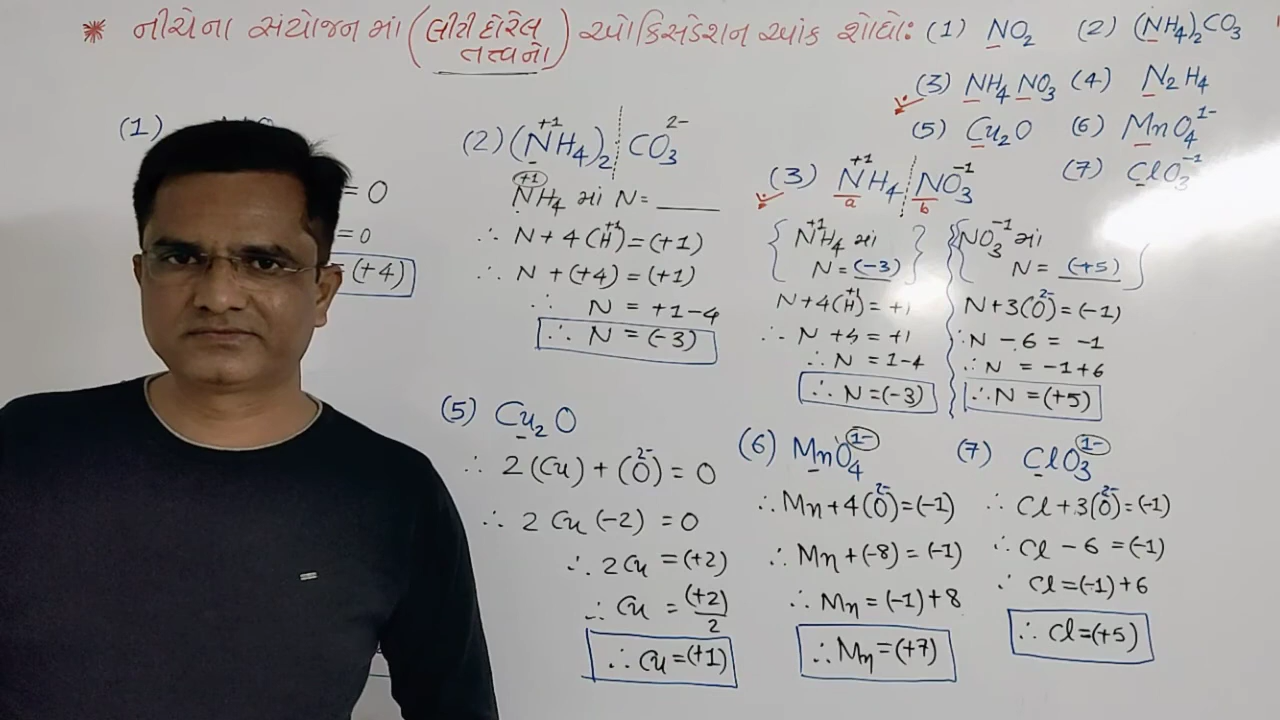 * નીચેના સંયોજન માં (લીટી દોરેલ તત્વનો) ઓકિસડેશન આંક શોધો: (1) NO₂ (2) (NH₄)₂CO₃
(3) NH₄NO₃ (4) N₂H₄
(5) Cu₂O (6) MnO₄¹⁻
(7) ClO₃⁻¹
(1)
= 0
= 0
= (+4)
(2) (N⁺¹H₄)₂ CO₃²⁻
N⁺¹H₄ માં N = ____
∴ N + 4(H⁺¹) = (+1)
∴ N + (+4) = (+1)
∴ N = +1 – 4
∴ N = (-3)
(3) N⁺¹H₄ NO₃⁻¹
a b
N⁺¹H₄ માં
N = (-3)
N + 4(H⁺¹) = +1
∴ N + 4 = +1
∴ N = 1 – 4
∴ N = (-3)
NO₃⁻¹ માં
N = (+5)
N + 3(O²⁻) = (-1)
∴ N – 6 = -1
∴ N = -1 + 6
∴ N = (+5)
(5) Cu₂O
∴ 2(Cu) + (O²⁻) = 0
∴ 2 Cu (-2) = 0
∴ 2Cu = (+2)
∴ Cu = (+2)/2
∴ Cu = (+1)
(6) MnO₄¹⁻
∴ Mn + 4(O²⁻) = (-1)
∴ Mn + (-8) = (-1)
∴ Mn = (-1) + 8
∴ Mn = (+7)
(7) ClO₃¹⁻
∴ Cl + 3(O²⁻) = (-1)
∴ Cl – 6 = (-1)
∴ Cl = (-1) + 6
∴ Cl = (+5)